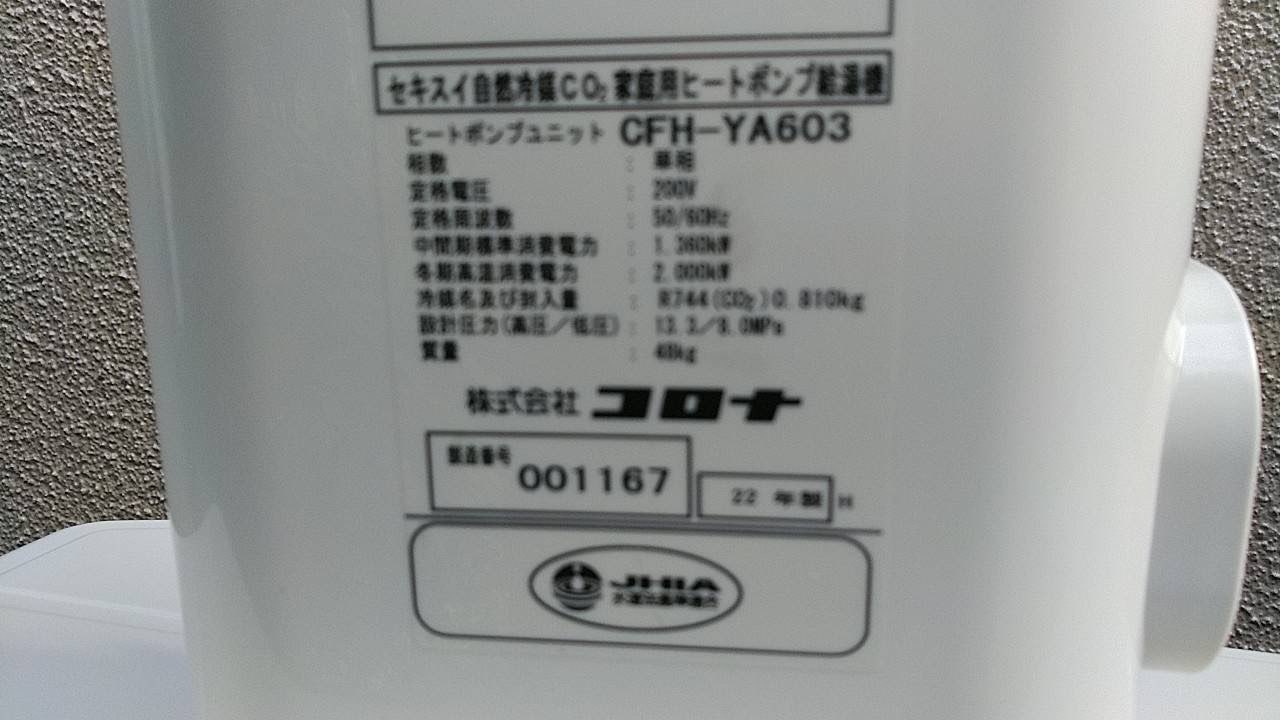 セキスイ自然冷媒CO₂家庭用ヒートポンプ給湯機
ヒートポンプユニット CFH-YA603
相数 : 単相
定格電圧 : 200V
定格周波数 : 50/60Hz
中間期標準消費電力 : 1.360kW
冬期高温消費電力 : 2.000kW
冷媒名及び封入量 : R744(CO₂)0.810kg
設計圧力(高圧/低圧) : 13.3/9.0MPa
質量 : 48kg
株式会社 コロナ
製造番号 001167
22 年製 H
JHIA